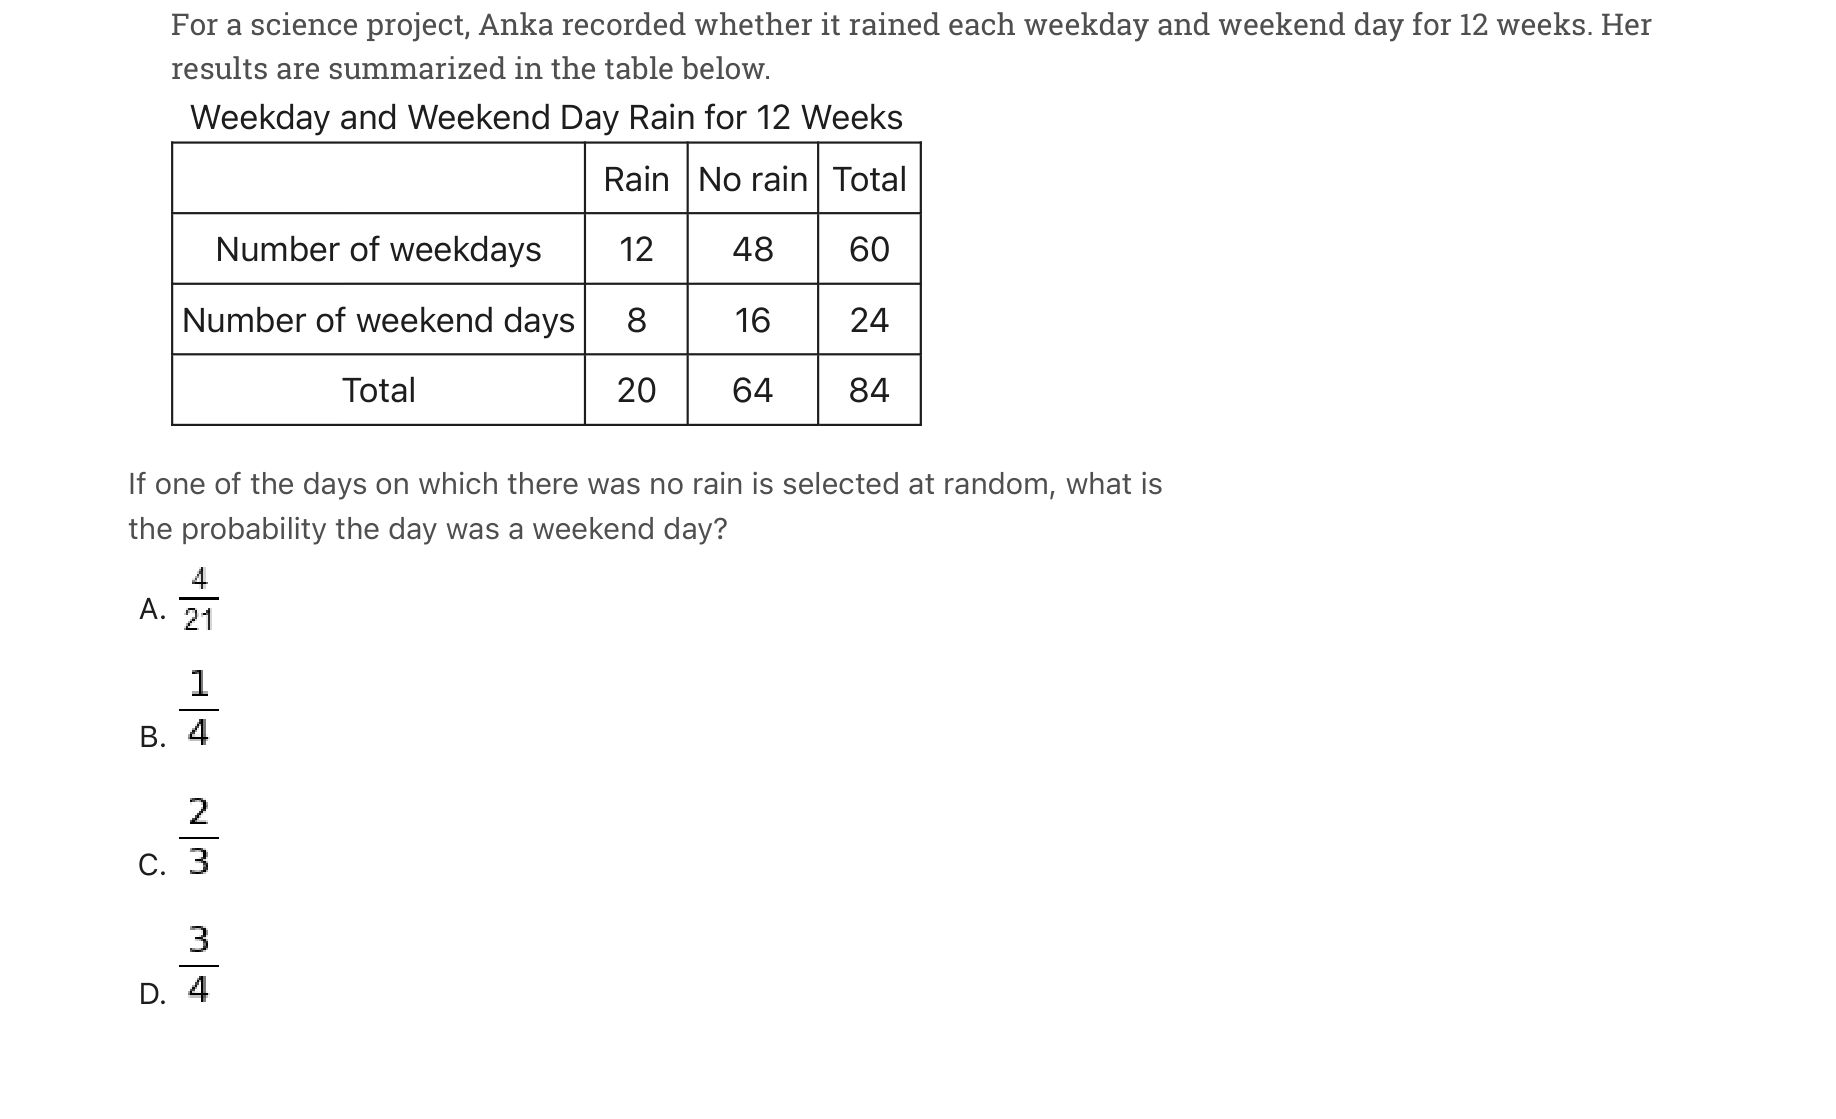 For a science project, Anka recorded whether it rained each weekday and weekend day for 12 weeks. Her
results are summarized in the table below.
Weekday and Weekend Day Rain for 12 Weeks
Rain No rain Total
Number of weekdays 12 48 60
Number of weekend days 8 16 24
Total 20 64 84
If one of the days on which there was no rain is selected at random, what is
the probability the day was a weekend day?
A. 4/21
B. 1/4
C. 2/3
D. 3/4